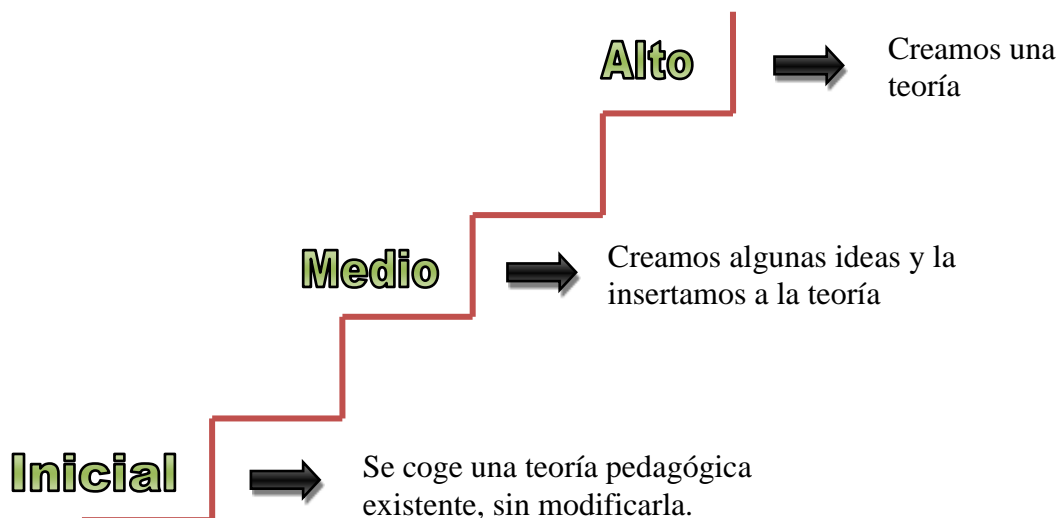 Alto
Creamos una
teoría
Medio
Creamos algunas ideas y la
insertamos a la teoría
Inicial
Se coge una teoría pedagógica
existente, sin modificarla.